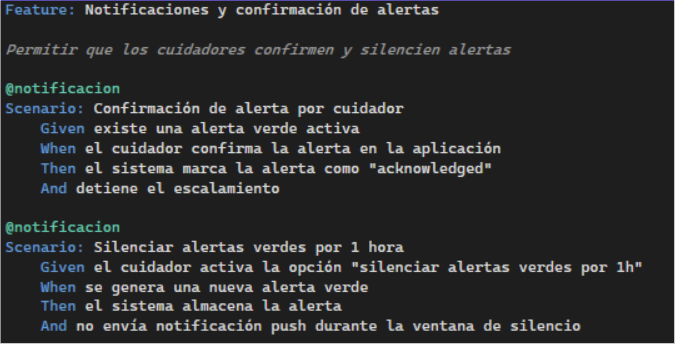 Feature: Notificaciones y confirmación de alertas
Permitir que los cuidadores confirmen y silencien alertas
@notificacion
Scenario: Confirmación de alerta por cuidador
Given existe una alerta verde activa
When el cuidador confirma la alerta en la aplicación
Then el sistema marca la alerta como "acknowledged"
And detiene el escalamiento
@notificacion
Scenario: Silenciar alertas verdes por 1 hora
Given el cuidador activa la opción "silenciar alertas verdes por 1h"
When se genera una nueva alerta verde
Then el sistema almacena la alerta
And no envía notificación push durante la ventana de silencio